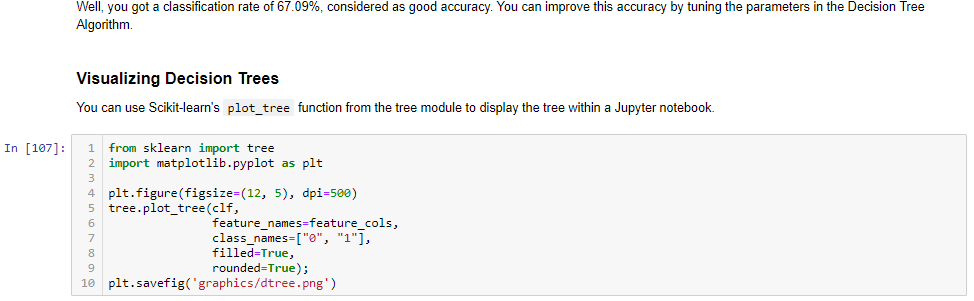 Well, you got a classification rate of 67.09%, considered as good accuracy. You can improve this accuracy by tuning the parameters in the Decision Tree
Algorithm.
Visualizing Decision Trees
You can use Scikit-learn's plot_tree function from the tree module to display the tree within a Jupyter notebook.
In [107]:
1 from sklearn import tree
2 import matplotlib.pyplot as plt
3
4 plt.figure(figsize=(12, 5), dpi=500)
5 tree.plot_tree(clf,
6                feature_names=feature_cols,
7                class_names=["0", "1"],
8                filled=True,
9                rounded=True);
10 plt.savefig('graphics/dtree.png')